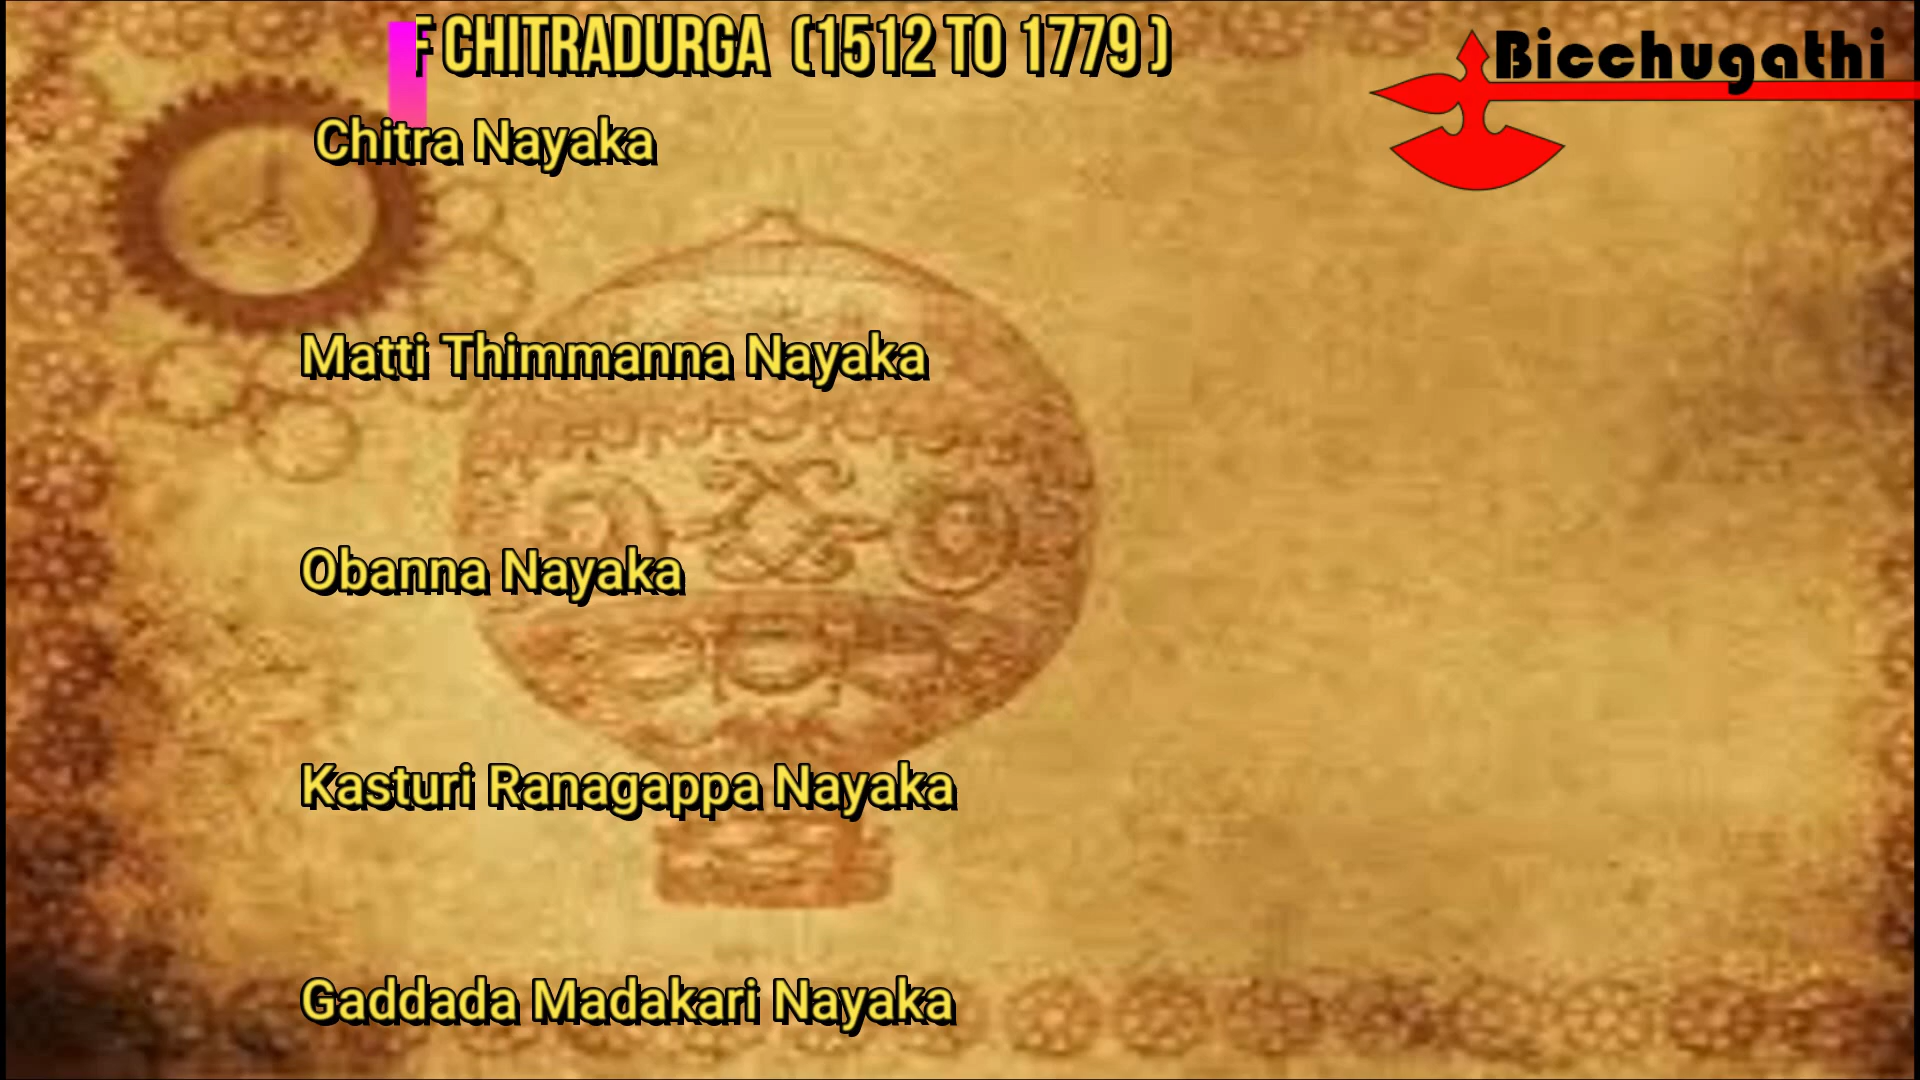 F CHITRADURGA (1512 TO 1779 )
Bicchugathi
Chitra Nayaka
Matti Thimmanna Nayaka
Obanna Nayaka
Kasturi Ranagappa Nayaka
Gaddada Madakari Nayaka